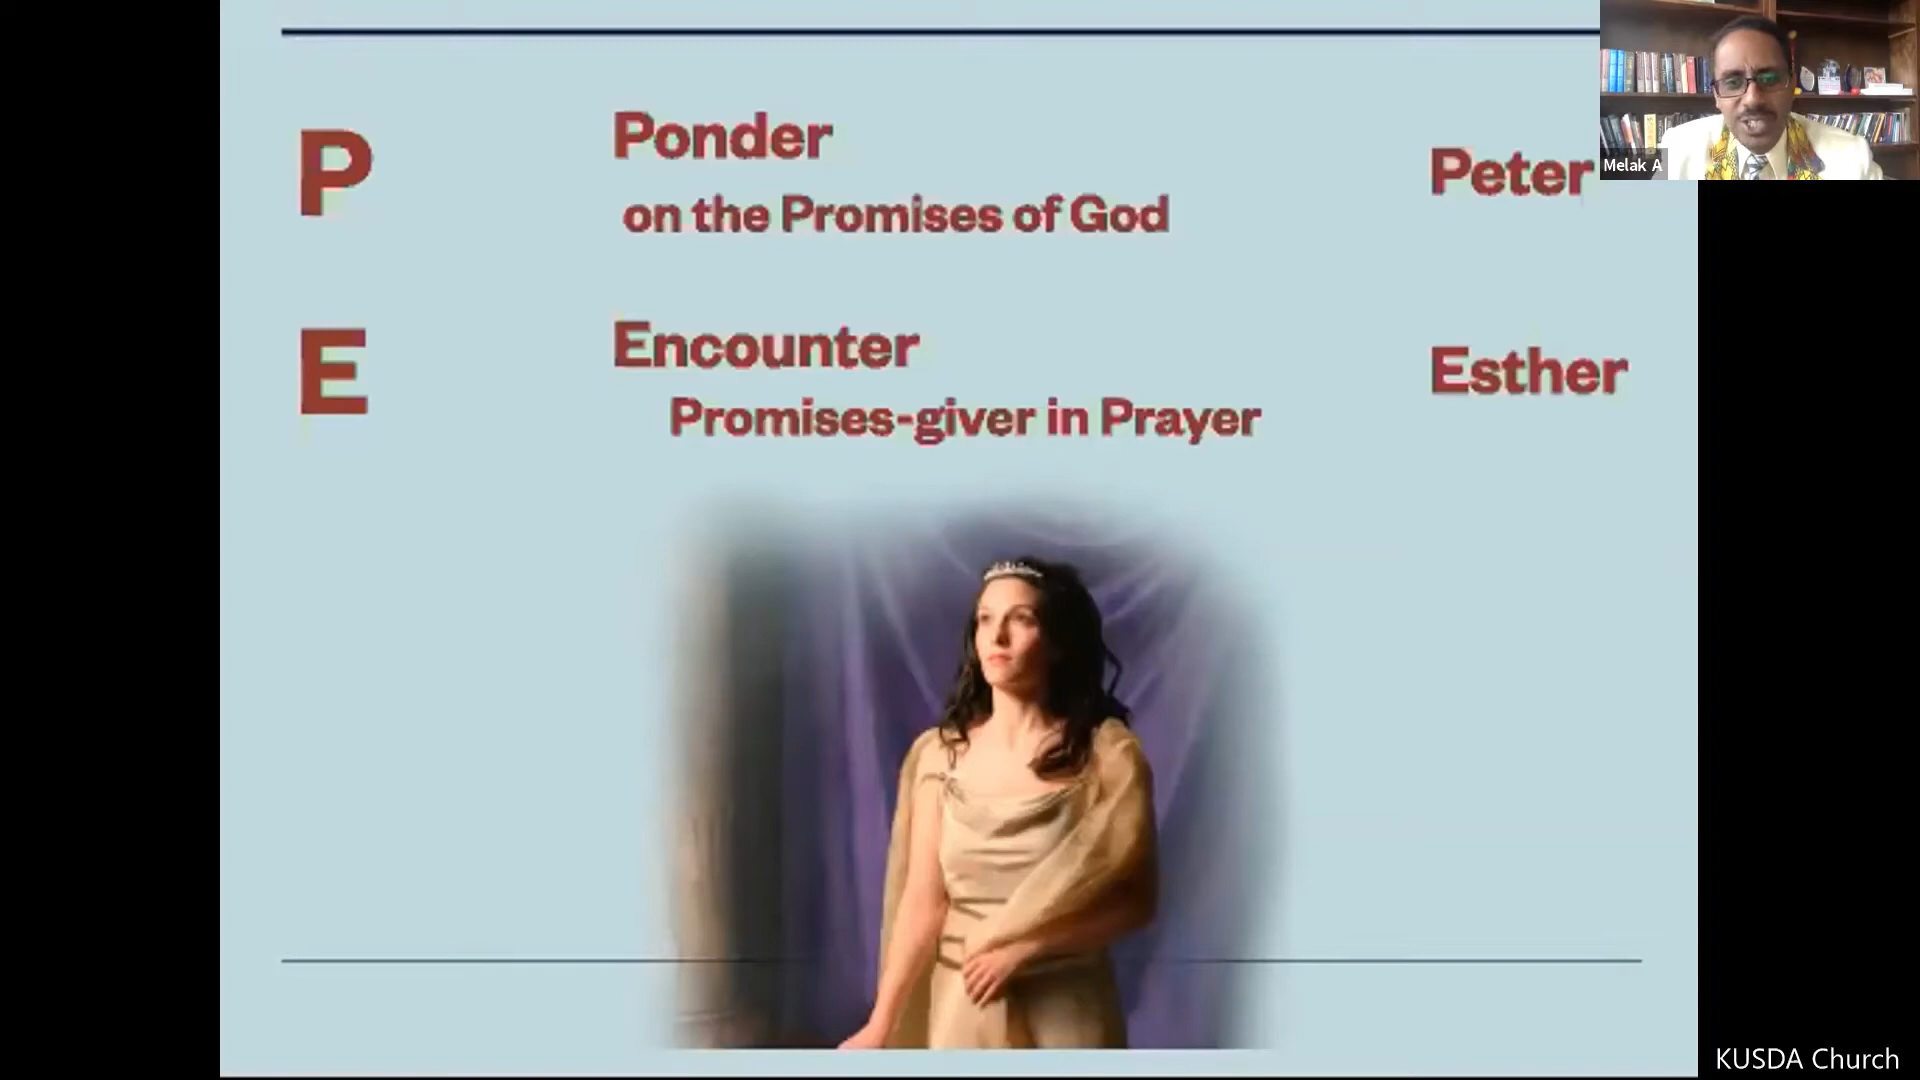 P
Ponder
on the Promises of God
Peter
Melak A
E
Encounter
Promises-giver in Prayer
Esther
KUSDA Church